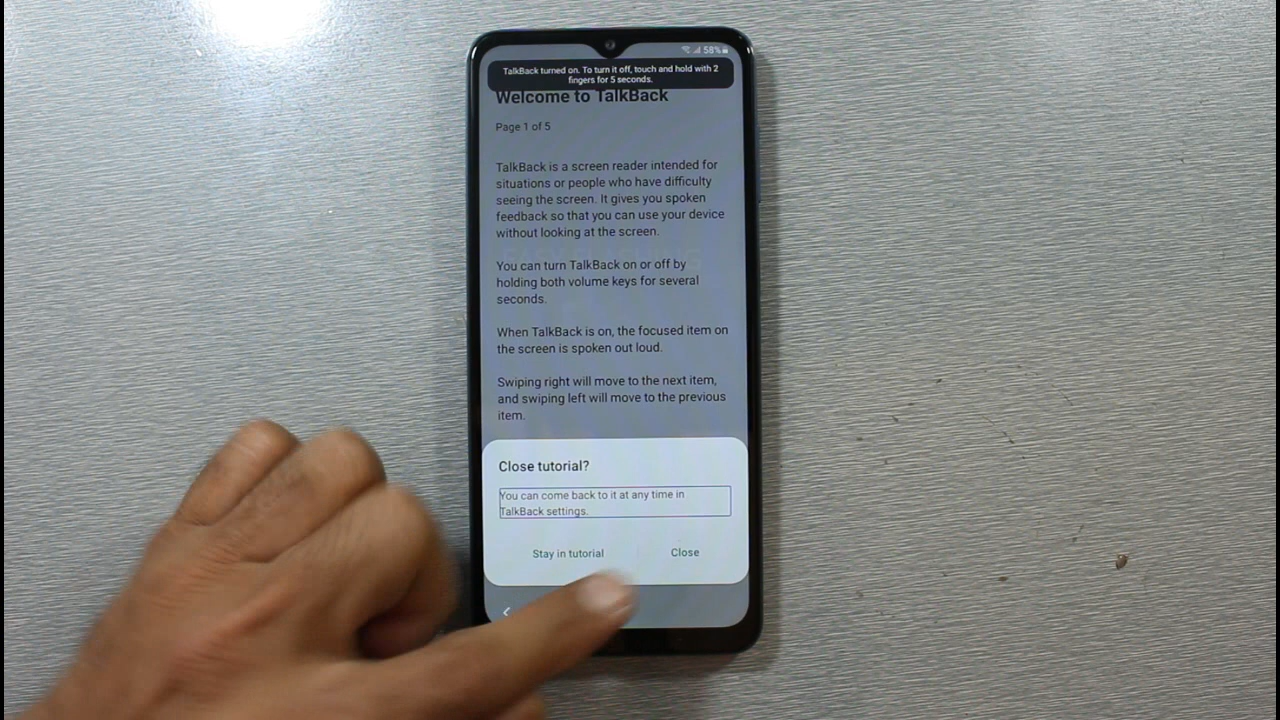 58%
TalkBack turned on. To turn it off, touch and hold with 2
fingers for 5 seconds.
Welcome to TalkBack
Page 1 of 5
TalkBack is a screen reader intended for
situations or people who have difficulty
seeing the screen. It gives you spoken
feedback so that you can use your device
without looking at the screen.
You can turn TalkBack on or off by
holding both volume keys for several
seconds.
When TalkBack is on, the focused item on
the screen is spoken out loud.
Swiping right will move to the next item,
and swiping left will move to the previous
item.
Close tutorial?
You can come back to it at any time in
TalkBack settings.
Stay in tutorial Close